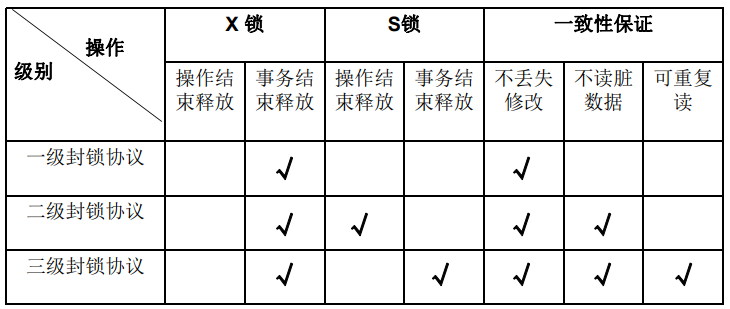 操作
级别
X 锁
S锁
一致性保证
操作结
束释放
事务结
束释放
操作结
束释放
事务结
束释放
不丢失
修改
不读脏
数据
可重复
读
一级封锁协议
√
√
二级封锁协议
√
√
√
√
三级封锁协议
√
√
√
√
√